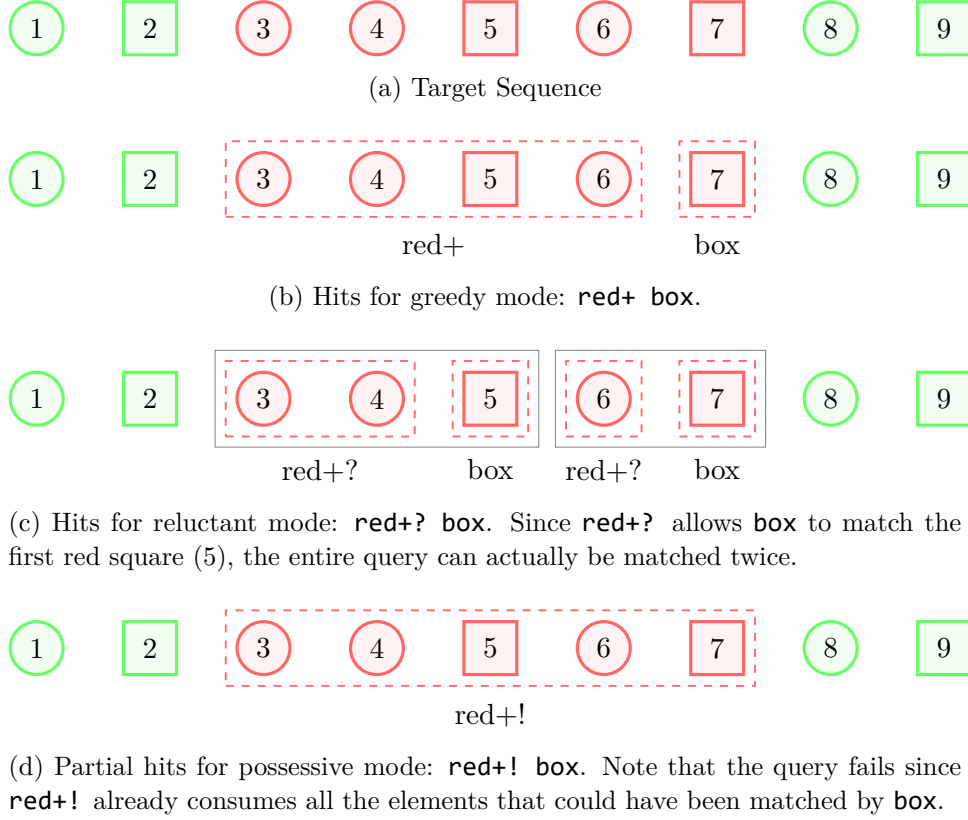 1 2 3 4 5 6 7 8 9
(a) Target Sequence
1 2 3 4 5 6 7 8 9
red+ box
(b) Hits for greedy mode: red+ box.
1 2 3 4 5 6 7 8 9
red+? box red+? box
(c) Hits for reluctant mode: red+? box. Since red+? allows box to match the
first red square (5), the entire query can actually be matched twice.
1 2 3 4 5 6 7 8 9
red+!
(d) Partial hits for possessive mode: red+! box. Note that the query fails since
red+! already consumes all the elements that could have been matched by box.